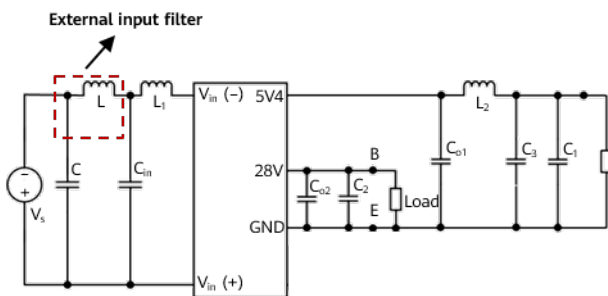 External input filter
L
L₁
Vin (−)
5V4
L₂
C
Cin
Co1
C₃
C₁
28V
B
Co2
C₂
Load
Vs
E
GND
Vin (+)